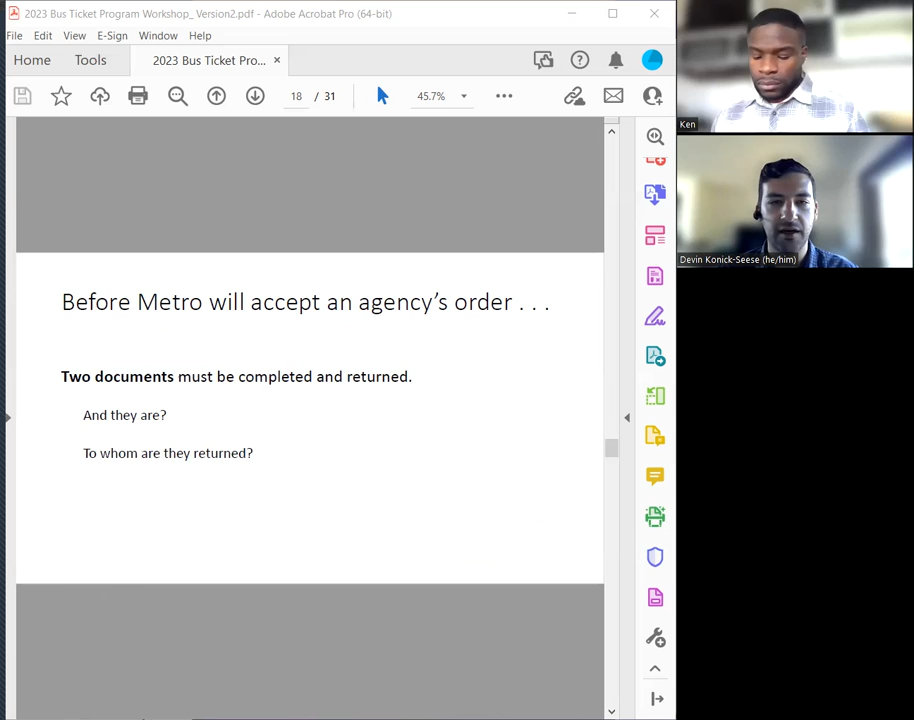 2023 Bus Ticket Program Workshop_ Version2.pdf - Adobe Acrobat Pro (64-bit)
File Edit View E-Sign Window Help
Home Tools 2023 Bus Ticket Pro... ×
18 / 31 45.7%
Before Metro will accept an agency’s order . . .
Two documents must be completed and returned.
And they are?
To whom are they returned?
Ken
Devin Konick-Seese (he/him)